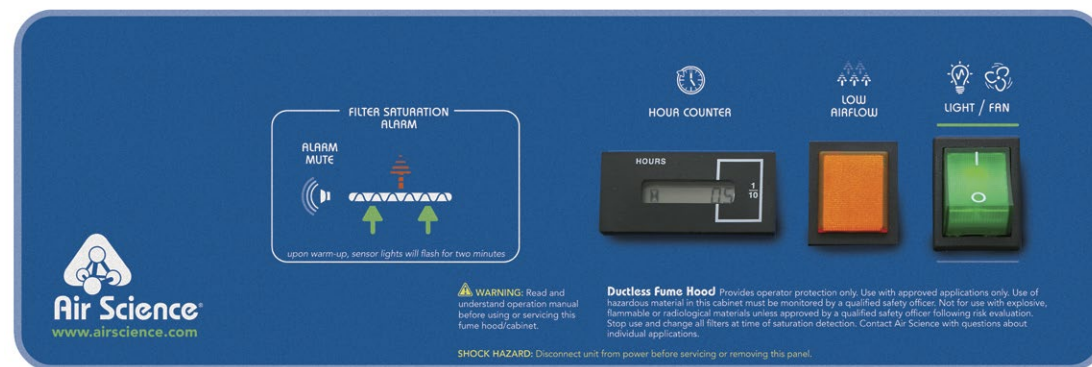 FILTER SATURATION
ALARM
ALARM
MUTE
upon warm-up, sensor lights will flash for two minutes
HOUR COUNTER
HOURS
05
1
10
LOW
AIRFLOW
LIGHT / FAN
I
O
Air Science®
www.airscience.com
WARNING: Read and
understand operation manual
before using or servicing this
fume hood/cabinet.
Ductless Fume Hood Provides operator protection only. Use with approved applications only. Use of
hazardous material in this cabinet must be monitored by a qualified safety officer. Not for use with explosive,
flammable or radiological materials unless approved by a qualified safety officer following risk evaluation.
Stop use and change all filters at time of saturation detection. Contact Air Science with questions about
individual applications.
SHOCK HAZARD: Disconnect unit from power before servicing or removing this panel.